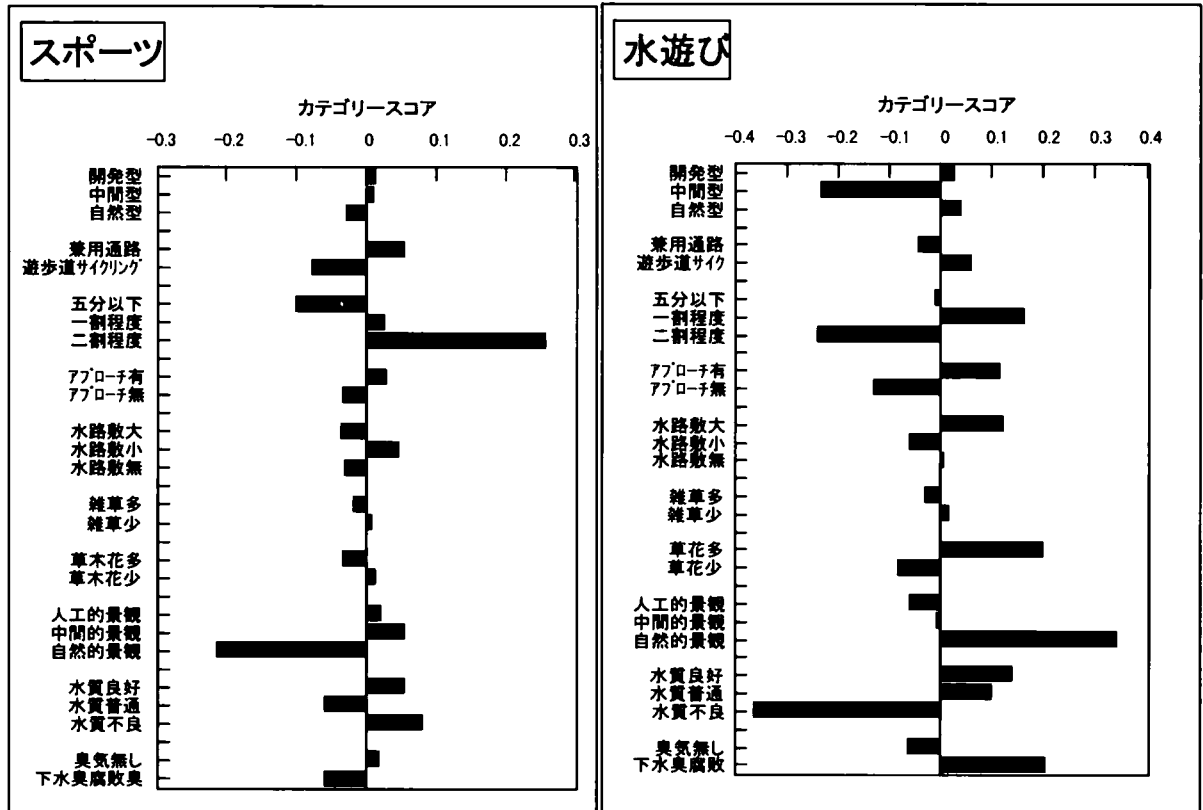 スポーツ
カテゴリースコア
-0.3 -0.2 -0.1 0 0.1 0.2 0.3
開発型
中間型
自然型
兼用通路
遊歩道サイクリング
五分以下
一割程度
二割程度
アプローチ有
アプローチ無
水路敷大
水路敷小
水路敷無
雑草多
雑草少
草木花多
草木花少
人工的景観
中間的景観
自然的景観
水質良好
水質普通
水質不良
臭気無し
下水臭腐敗臭
水遊び
カテゴリースコア
-0.4 -0.3 -0.2 -0.1 0 0.1 0.2 0.3 0.4
開発型
中間型
自然型
兼用通路
遊歩道サイク
五分以下
一割程度
二割程度
アプローチ有
アプローチ無
水路敷大
水路敷小
水路敷無
雑草多
雑草少
草花多
草花少
人工的景観
中間的景観
自然的景観
水質良好
水質普通
水質不良
臭気無し
下水臭腐敗